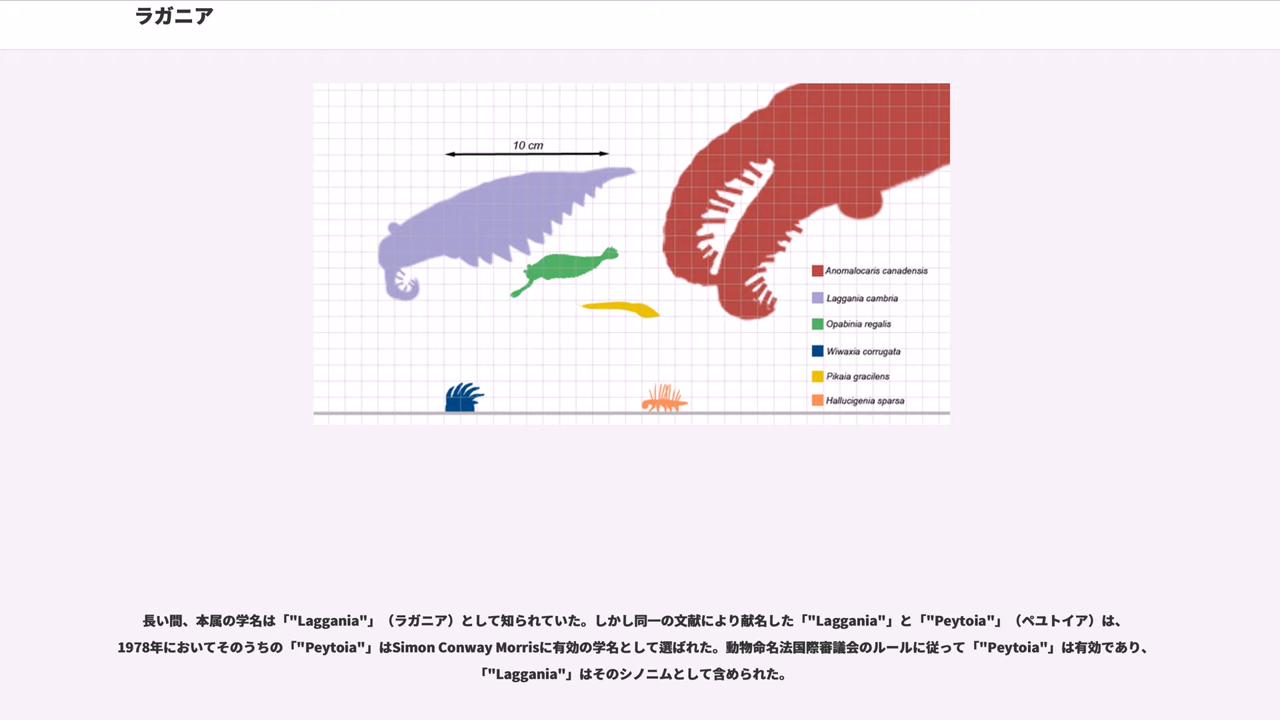 ラガニア
10 cm
Anomalocaris canadensis
Laggania cambria
Opabinia regalis
Wiwaxia corrugata
Pikaia gracilens
Hallucigenia sparsa
長い間、本属の学名は「"Laggania"」（ラガニア）として知られていた。しかし同一の文献により献名した「"Laggania"」と「"Peytoia"」（ペユトイア）は、
1978年においてそのうちの「"Peytoia"」はSimon Conway Morrisに有効の学名として選ばれた。動物命名法国際審議会のルールに従って「"Peytoia"」は有効であり、
「"Laggania"」はそのシノニムとして含められた。